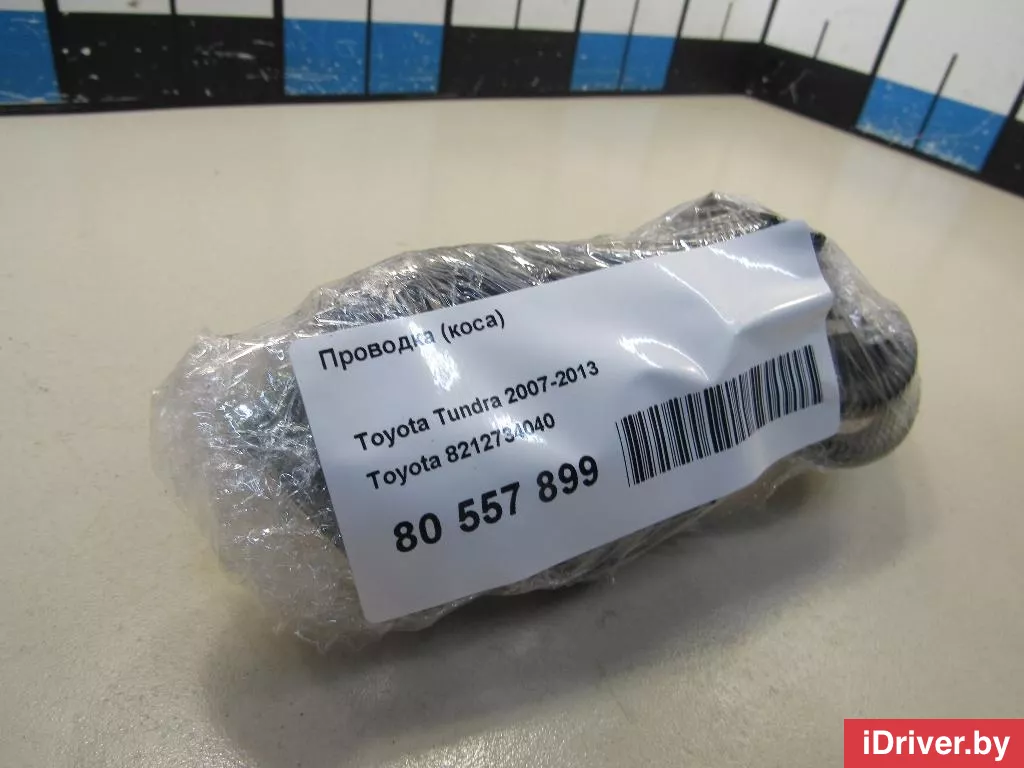 Проводка (коса)
Toyota Tundra 2007-2013
Toyota 8212734040
80 557 899
iDriver.by